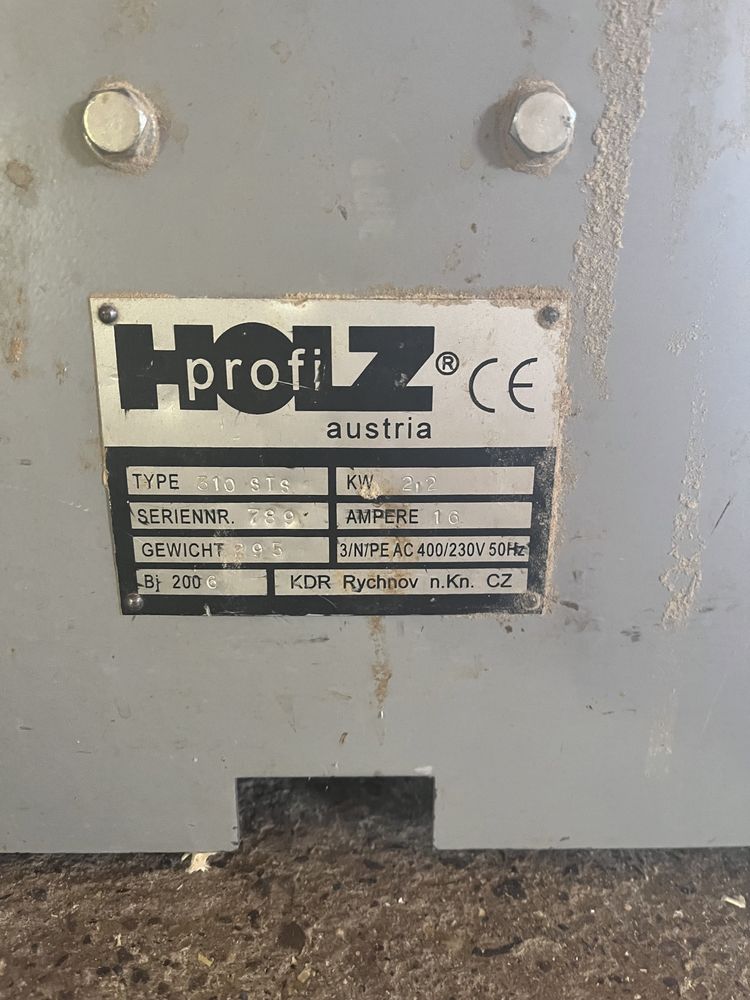 HOLZ
profi ® CE
austria
TYPE 310 STS KW 2,2
SERIENNR. 789 AMPERE 16
GEWICHT 295 3/N/PE AC 400/230V 50Hz
Bj 2006 KDR Rychnov n.Kn. CZ